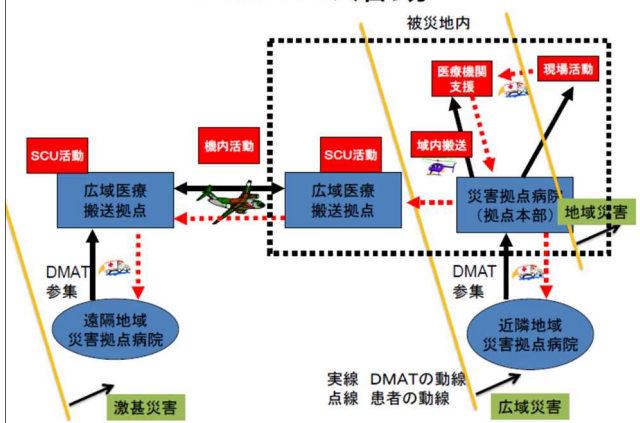 被災地内
医療機関
支援
現場活動
機内活動
SCU活動
SCU活動
域内搬送
広域医療
搬送拠点
広域医療
搬送拠点
災害拠点病院
（拠点本部）
地域災害
DMAT
参集
DMAT
参集
遠隔地域
災害拠点病院
近隣地域
災害拠点病院
実線 DMATの動線
点線 患者の動線
激甚災害
広域災害